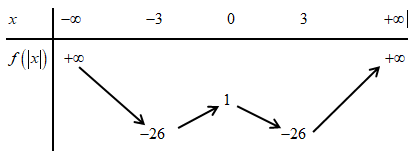 x −∞ −3 0 3 +∞
f(|x|) +∞ +∞
1
−26 −26